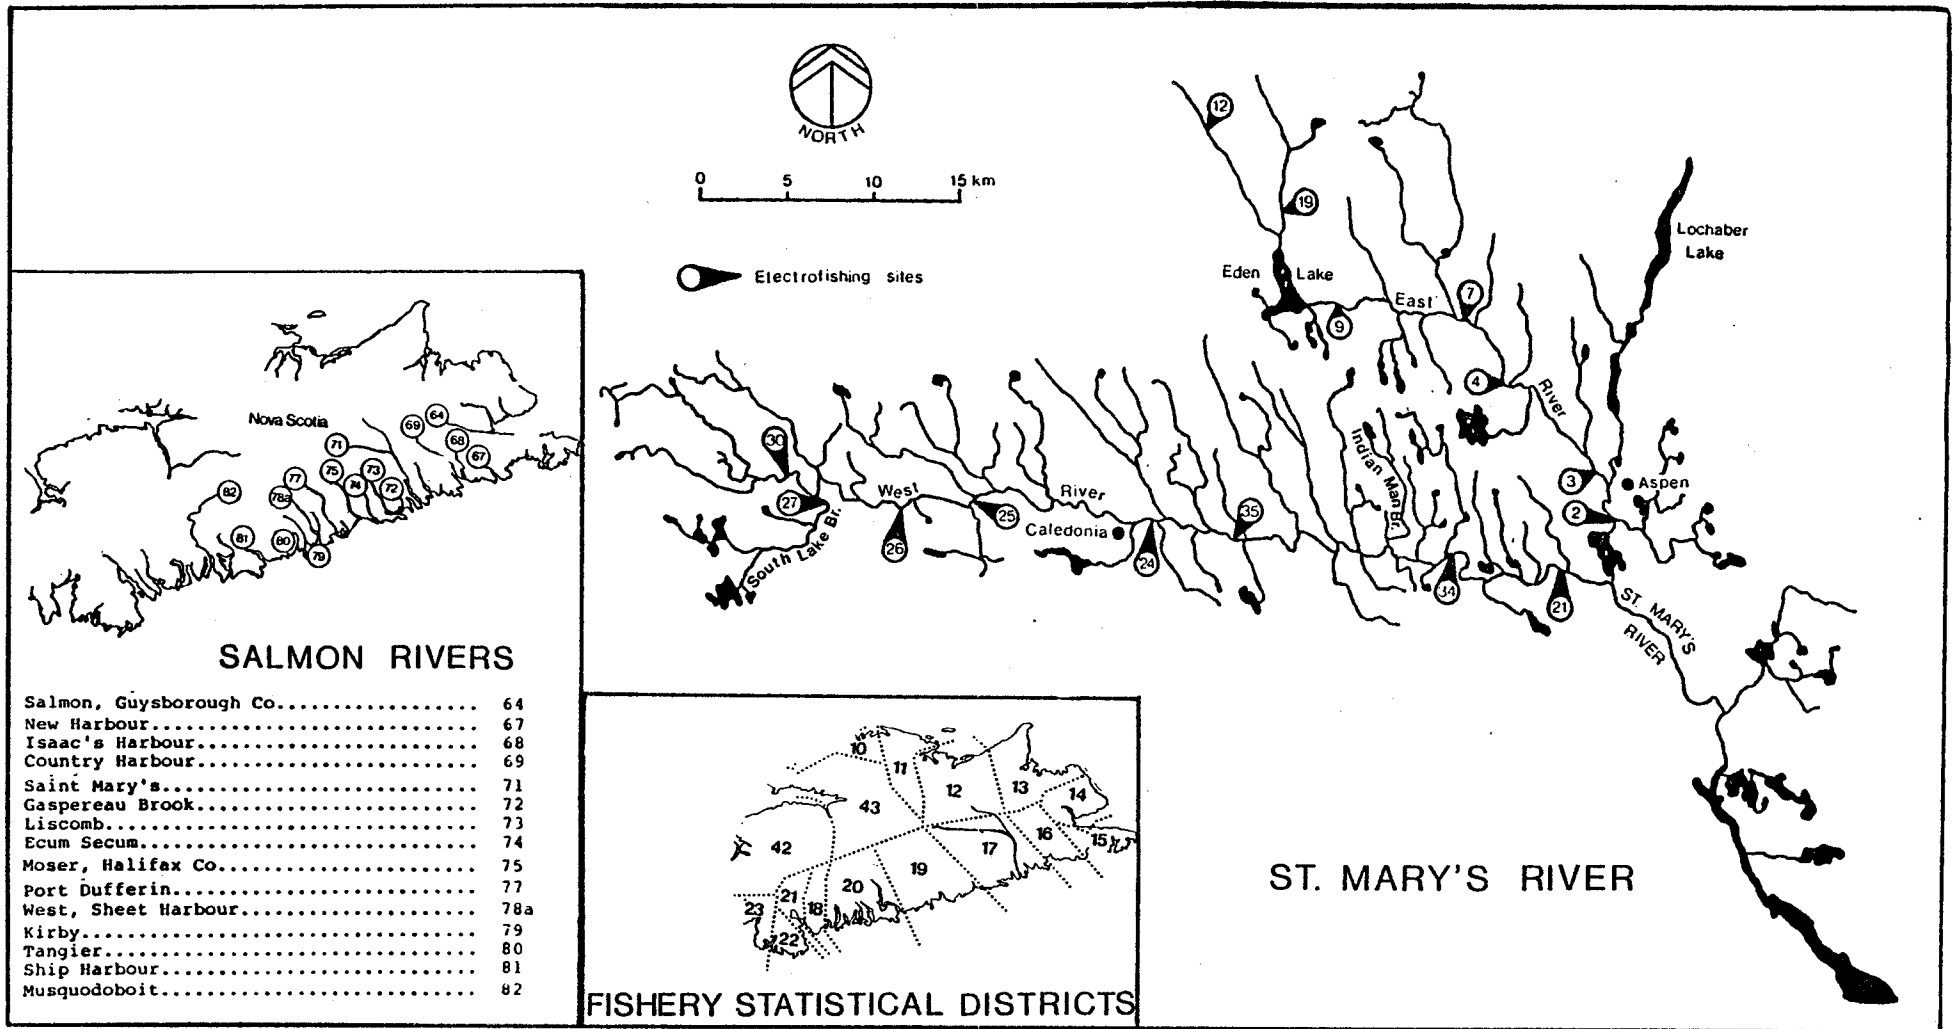 NORTH
0 5 10 15 km
Electrofishing sites
12
19
Lochaber
Lake
Eden Lake
East
7
9
4
River
Indian Man Br.
3
Aspen
2
30
27
West
River
26
25
Caledonia
35
24
South Lake Br.
34
21
ST. MARY'S
RIVER
ST. MARY'S RIVER
Nova Scotia
64
69
68
67
71
75
73
74
72
77
78a
82
81
80
79
SALMON RIVERS
Salmon, Guysborough Co.................. 64
New Harbour............................. 67
Isaac's Harbour......................... 68
Country Harbour......................... 69
Saint Mary's............................ 71
Gaspereau Brook......................... 72
Liscomb................................. 73
Ecum Secum.............................. 74
Moser, Halifax Co....................... 75
Port Dufferin........................... 77
West, Sheet Harbour..................... 78a
Kirby................................... 79
Tangier................................. 80
Ship Harbour............................ 81
Musquodoboit............................ 82
10
11
12
13
14
43
16
15
42
17
19
20
21
18
23
22
FISHERY STATISTICAL DISTRICTS